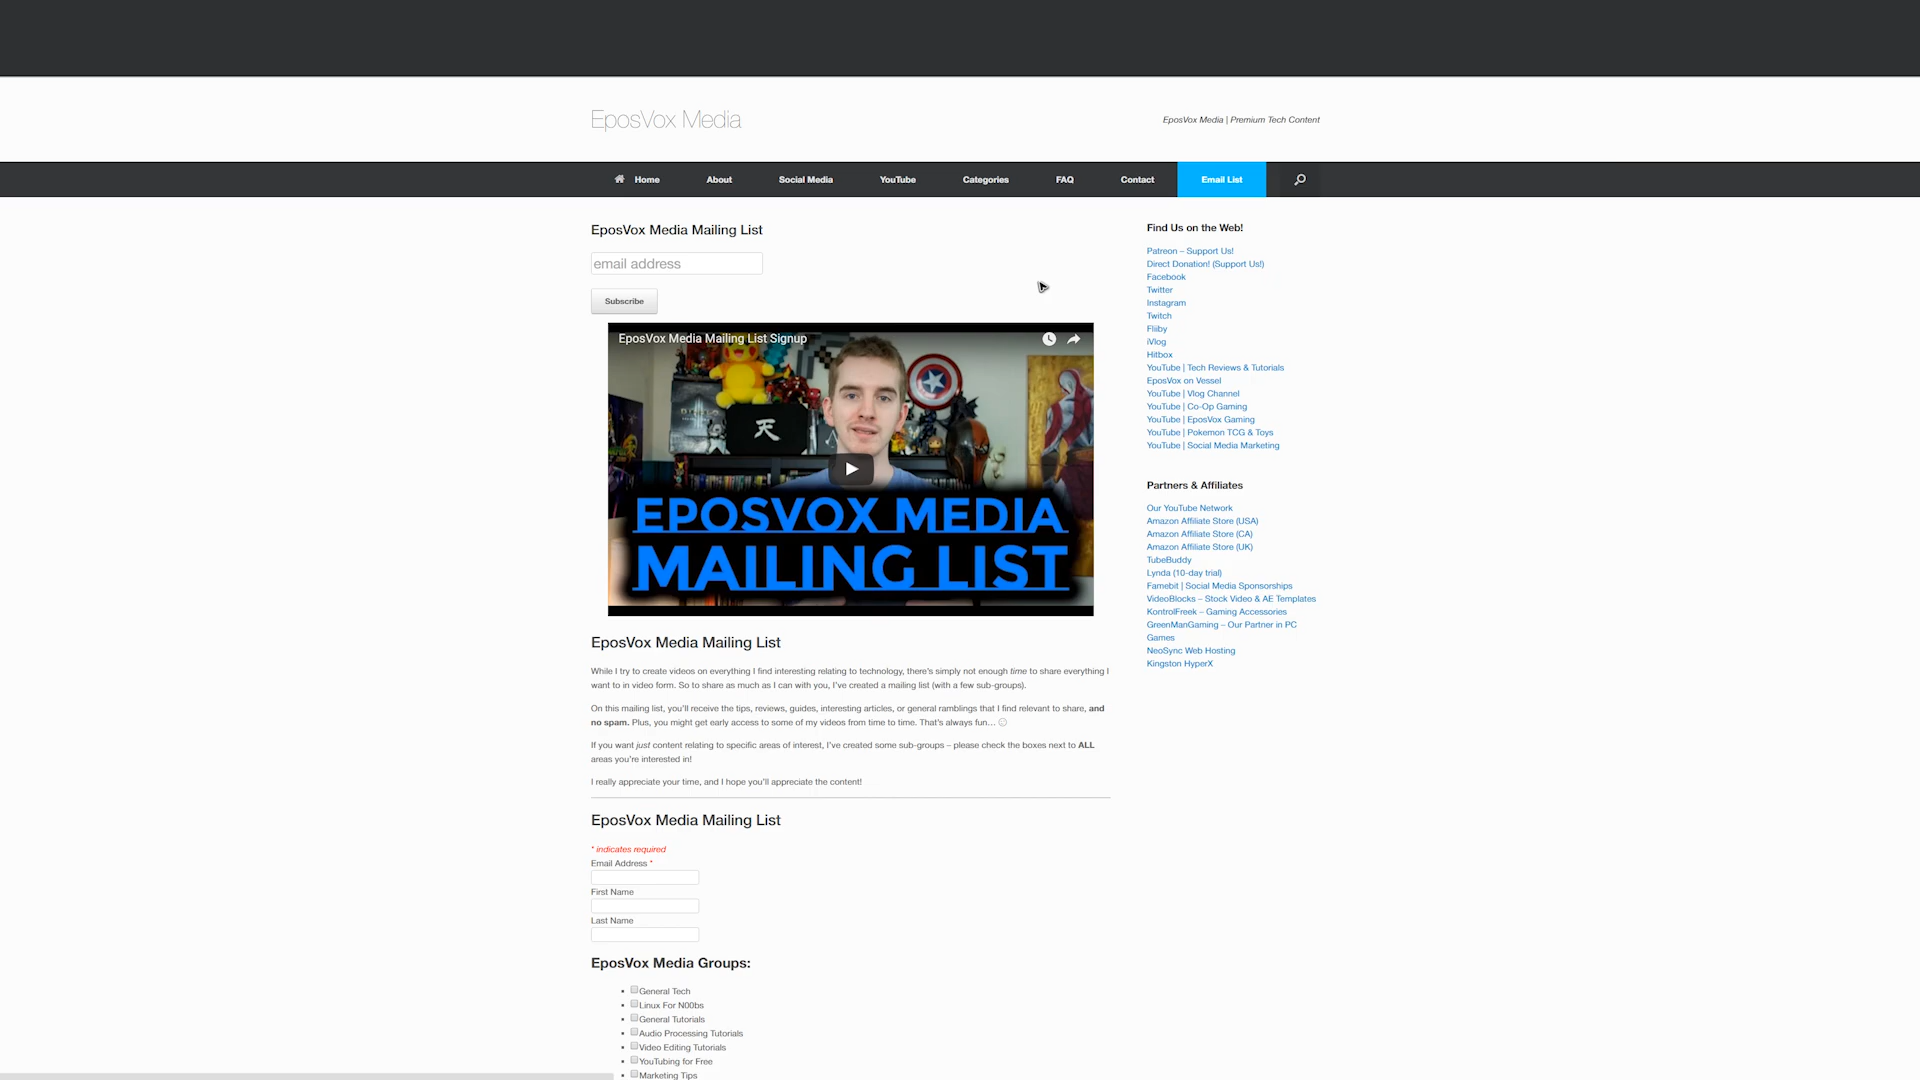 EposVox Media
EposVox Media | Premium Tech Content
Home
About
Social Media
YouTube
Categories
FAQ
Contact
Email List
EposVox Media Mailing List
email address
Subscribe
EposVox Media Mailing List Signup
天
EPOSVOX MEDIA
MAILING LIST
EposVox Media Mailing List
While I try to create videos on everything I find interesting relating to technology, there's simply not enough time to share everything I
want to in video form. So to share as much as I can with you, I've created a mailing list (with a few sub-groups).
On this mailing list, you'll receive the tips, reviews, guides, interesting articles, or general ramblings that I find relevant to share, and
no spam. Plus, you might get early access to some of my videos from time to time. That's always fun…
If you want just content relating to specific areas of interest, I've created some sub-groups – please check the boxes next to ALL
areas you're interested in!
I really appreciate your time, and I hope you'll appreciate the content!
EposVox Media Mailing List
* indicates required
Email Address *
First Name
Last Name
EposVox Media Groups:
General Tech
Linux For N00bs
General Tutorials
Audio Processing Tutorials
Video Editing Tutorials
YouTubing for Free
Marketing Tips
Find Us on the Web!
Patreon – Support Us!
Direct Donation! (Support Us!)
Facebook
Twitter
Instagram
Twitch
Fliiby
iVlog
Hitbox
YouTube | Tech Reviews & Tutorials
EposVox on Vessel
YouTube | Vlog Channel
YouTube | Co-Op Gaming
YouTube | EposVox Gaming
YouTube | Pokemon TCG & Toys
YouTube | Social Media Marketing
Partners & Affiliates
Our YouTube Network
Amazon Affiliate Store (USA)
Amazon Affiliate Store (CA)
Amazon Affiliate Store (UK)
TubeBuddy
Lynda (10-day trial)
Famebit | Social Media Sponsorships
VideoBlocks – Stock Video & AE Templates
KontrolFreek – Gaming Accessories
GreenManGaming – Our Partner in PC
Games
NeoSync Web Hosting
Kingston HyperX